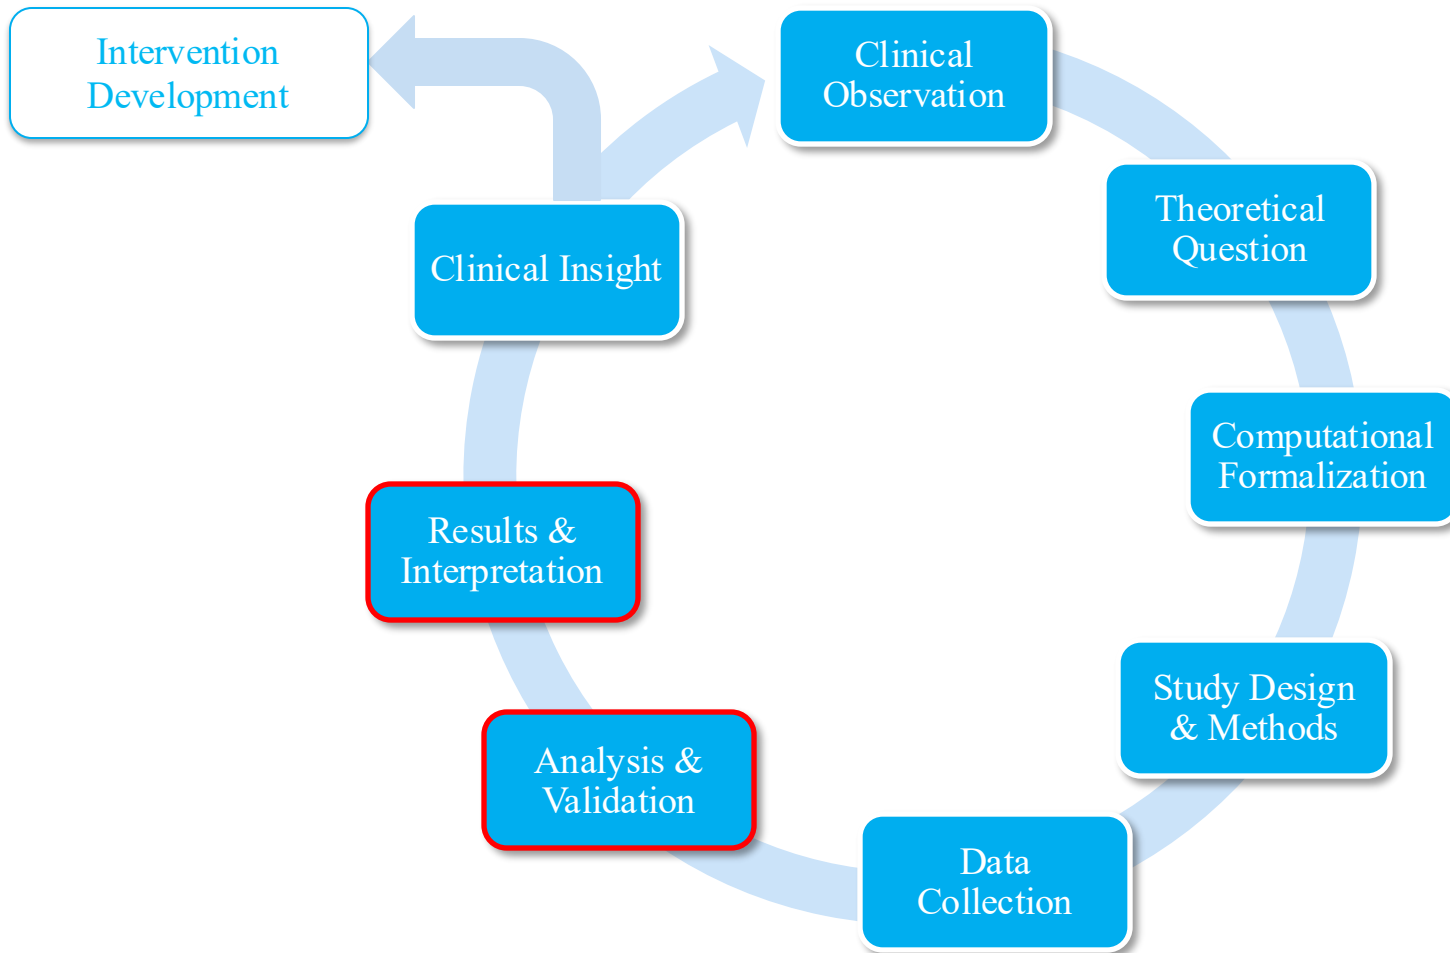 Intervention
Development
Clinical
Observation
Theoretical
Question
Computational
Formalization
Study Design
& Methods
Data
Collection
Analysis &
Validation
Results &
Interpretation
Clinical Insight